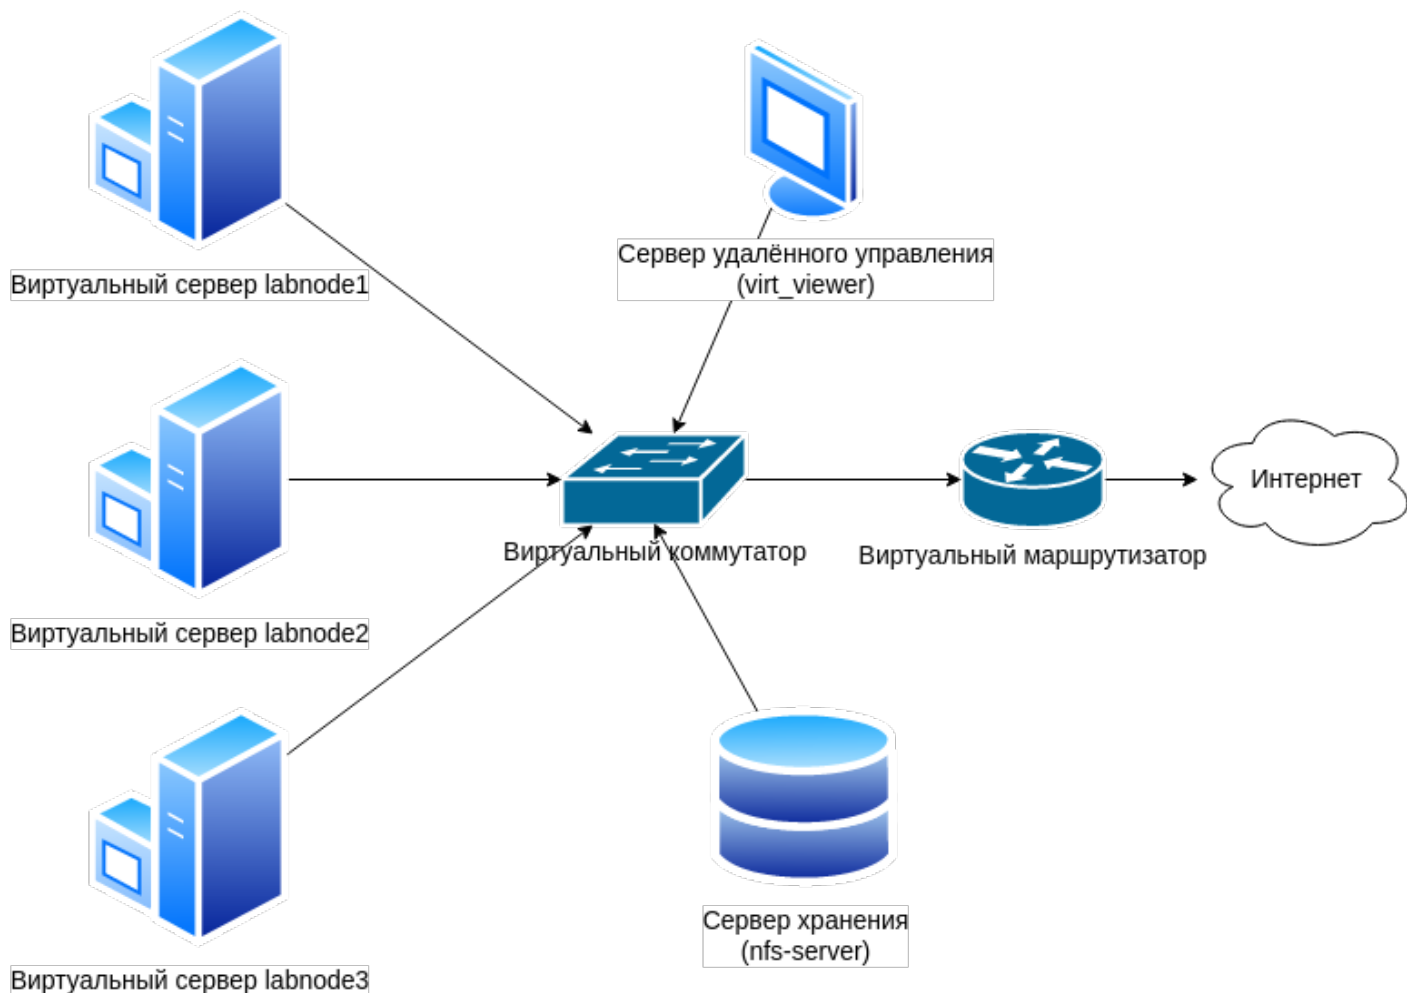 Виртуальный сервер labnode1
Сервер удалённого управления
(virt_viewer)
Виртуальный сервер labnode2
Виртуальный коммутатор
Виртуальный маршрутизатор
Интернет
Виртуальный сервер labnode3
Сервер хранения
(nfs-server)